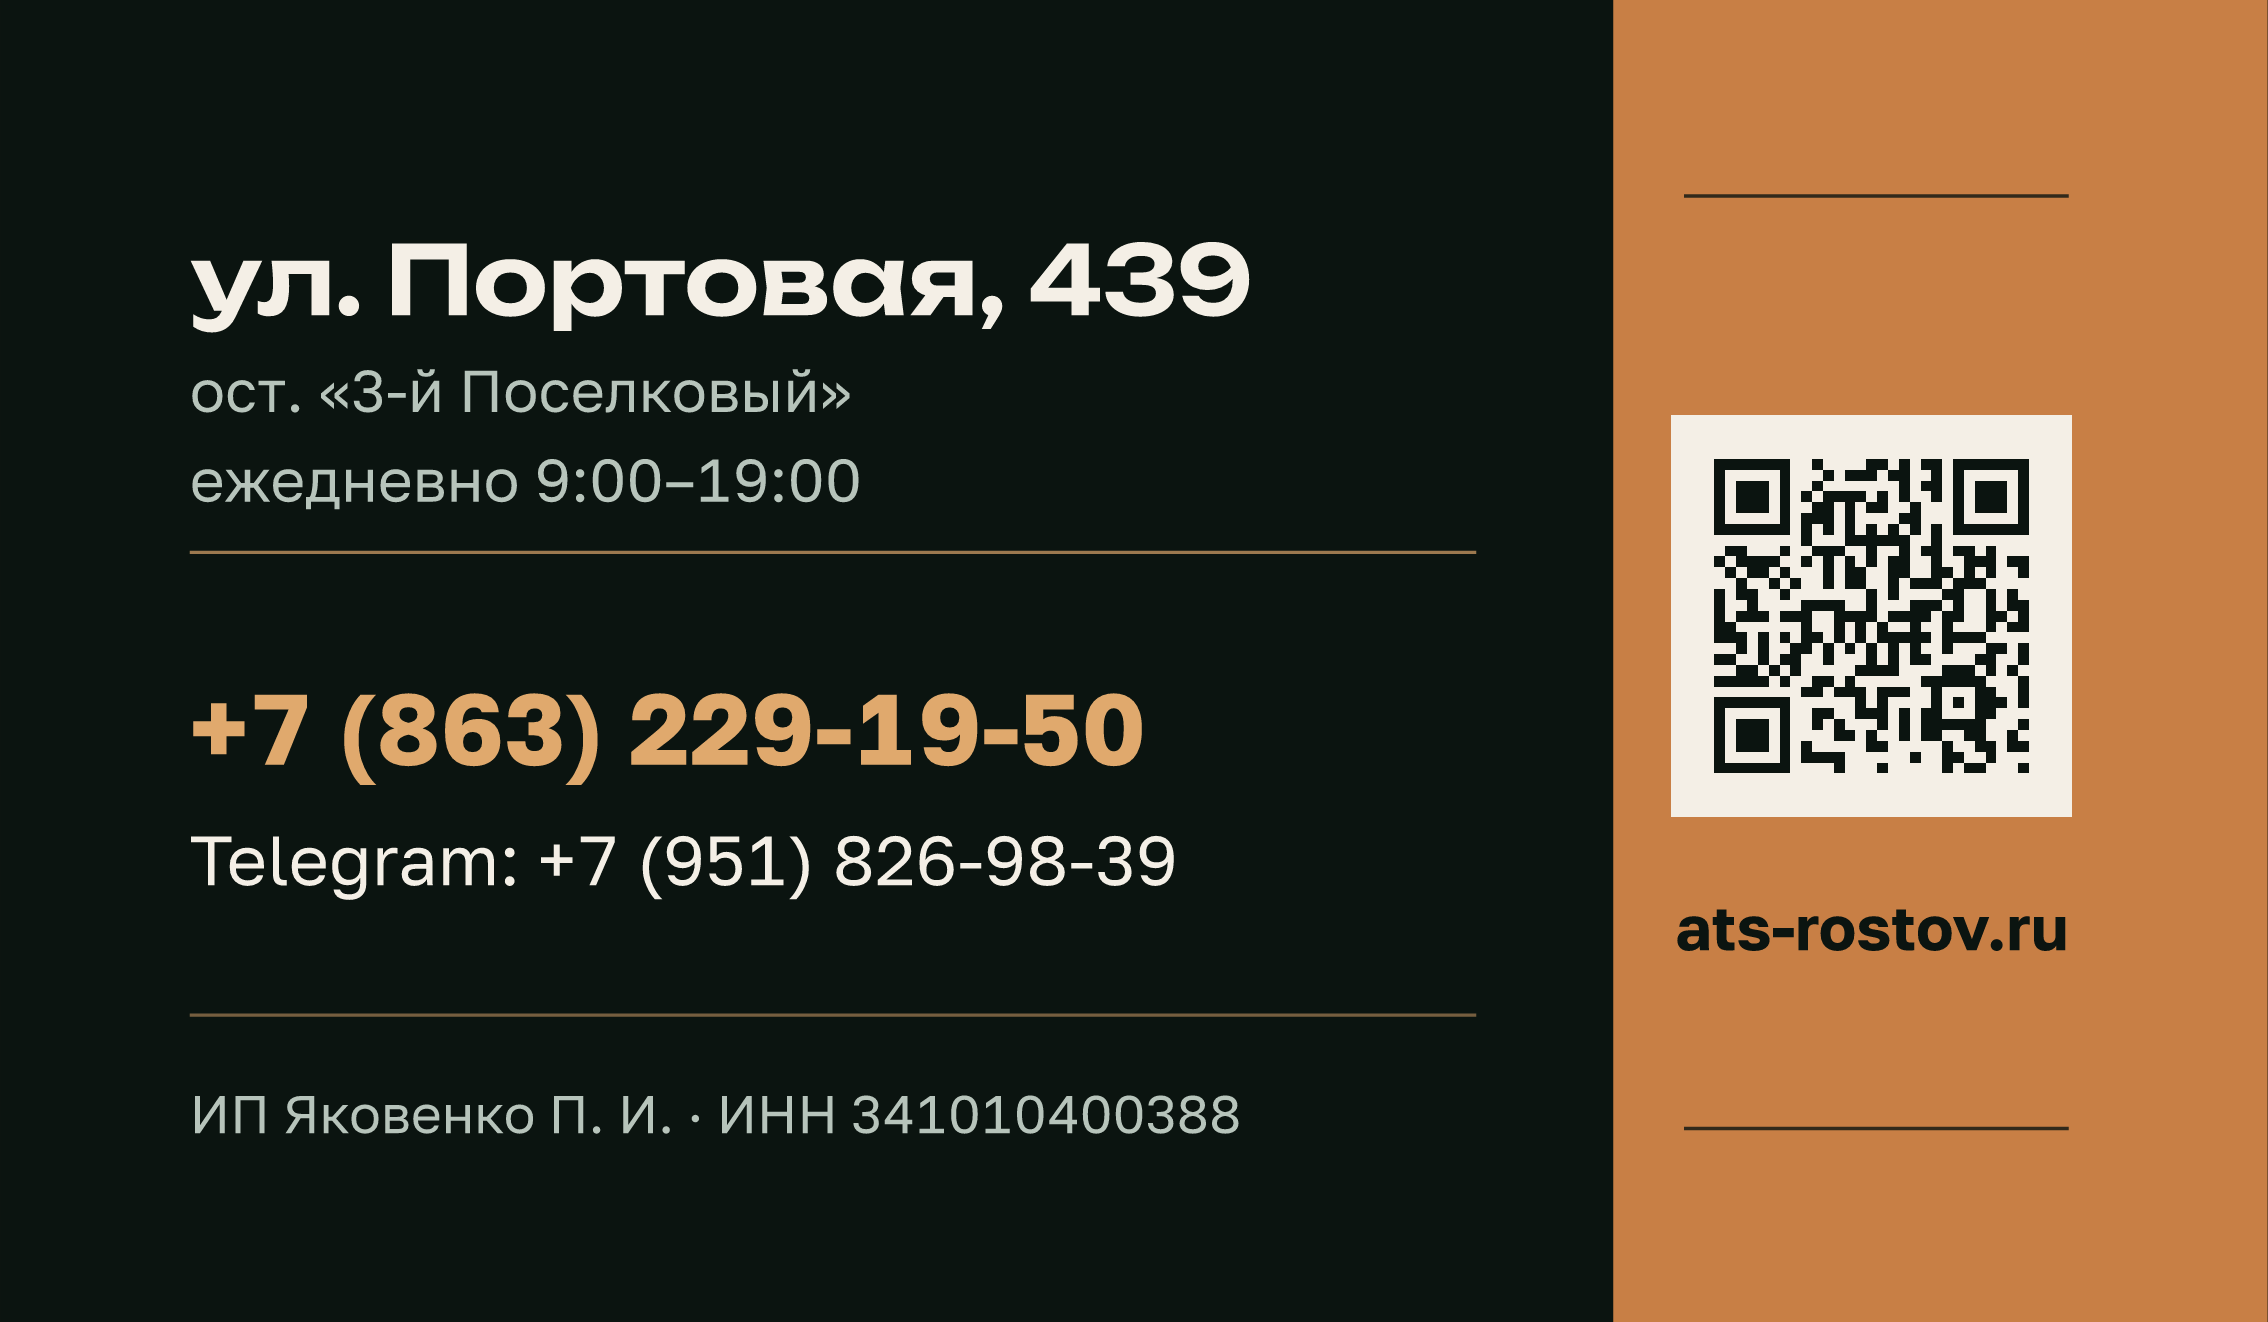 ул. Портовая, 439
ост. «3-й Поселковый»
ежедневно 9:00–19:00
+7 (863) 229-19-50
Telegram: +7 (951) 826-98-39
ИП Яковенко П. И. · ИНН 341010400388
ats-rostov.ru